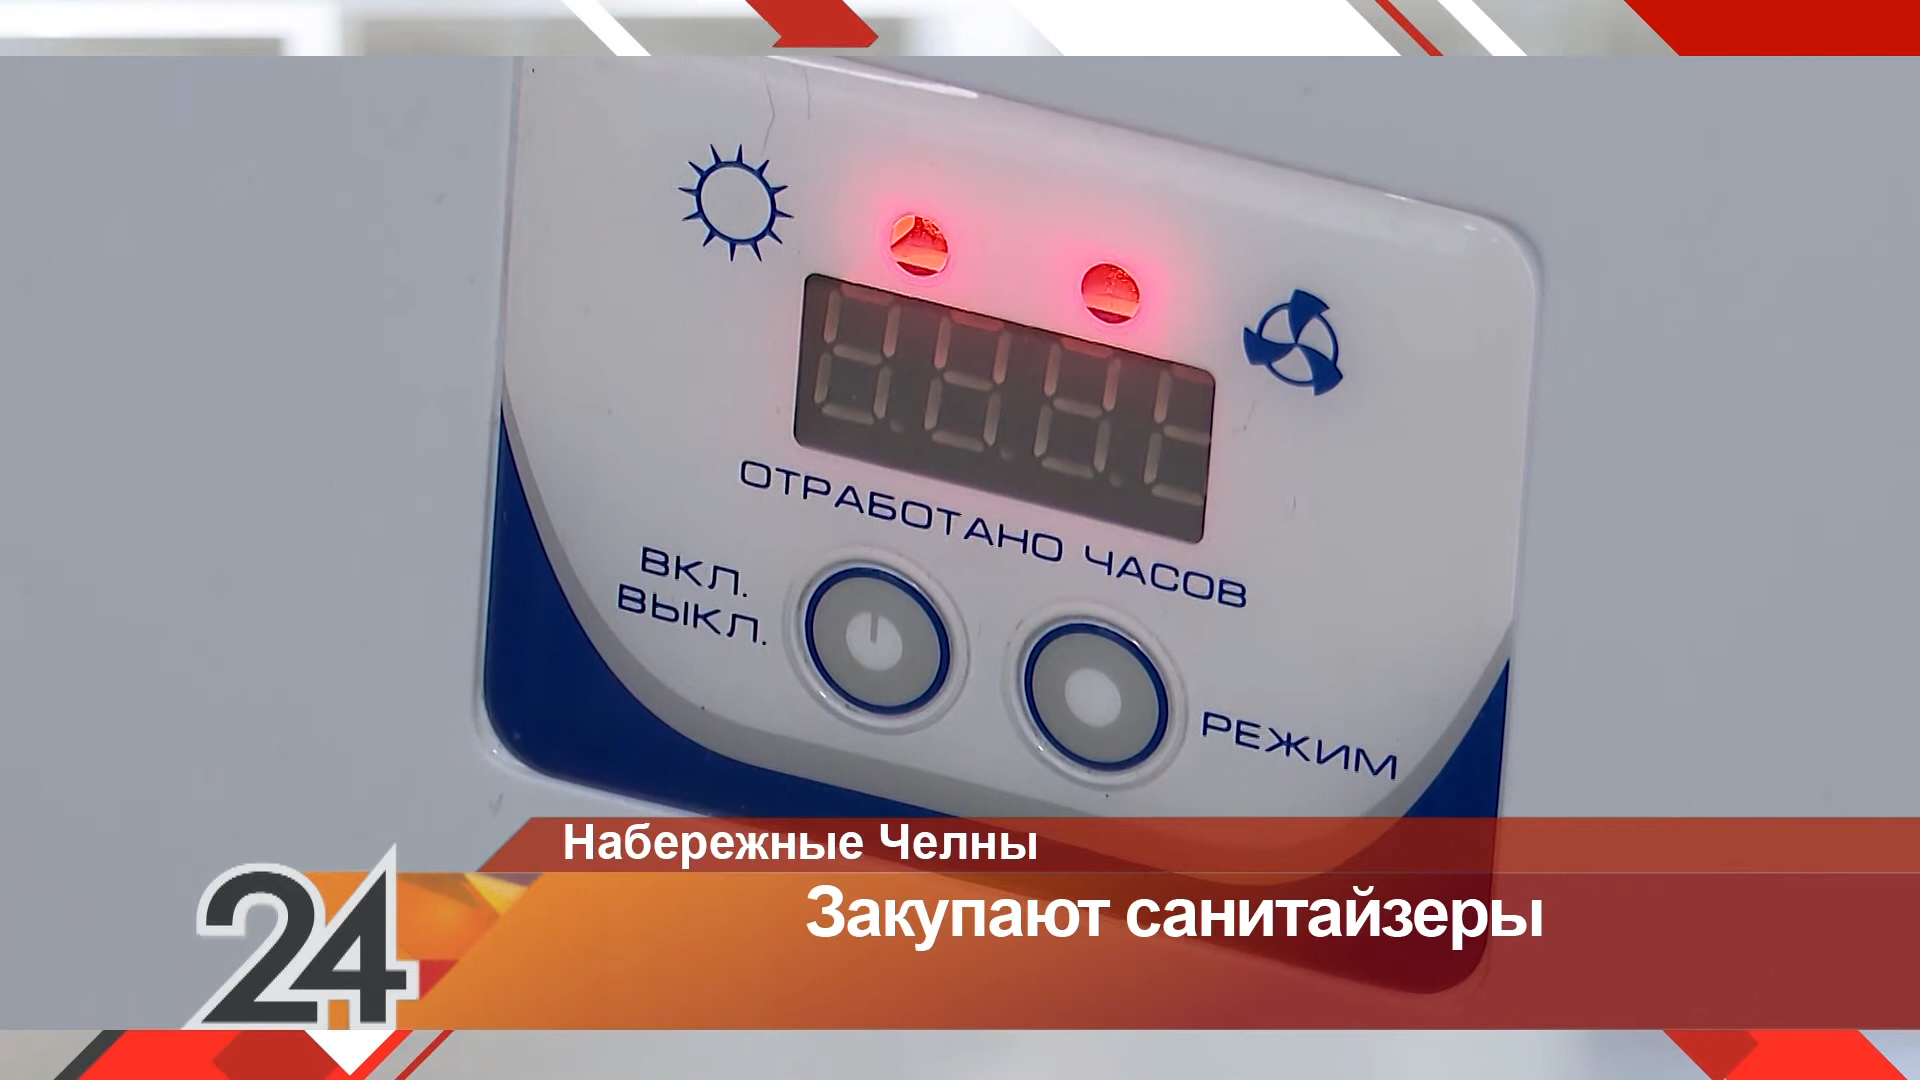 ОТРАБОТАНО ЧАСОВ
ВКЛ.
ВЫКЛ.
РЕЖИМ
Набережные Челны
Закупают санитайзеры
24